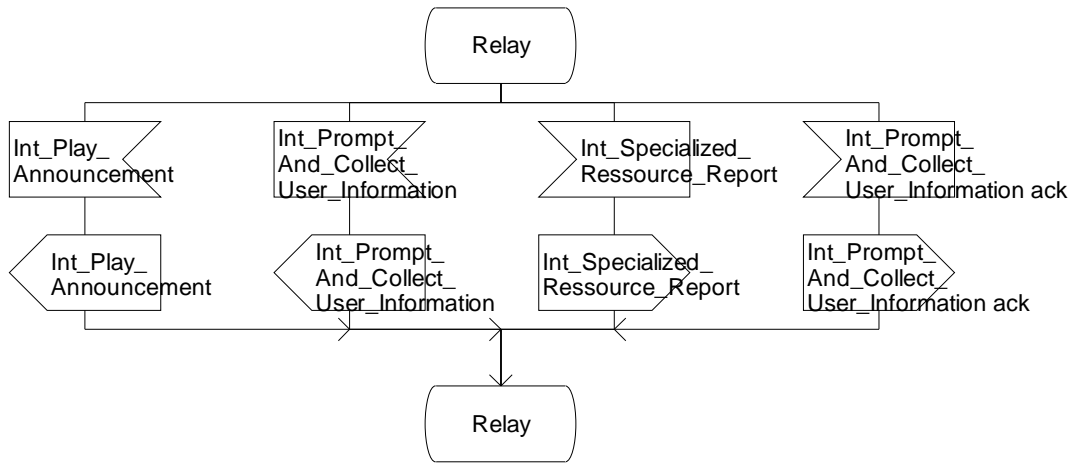 Relay
Int_Play_
Announcement
Int_Prompt_
And_Collect_
User_Information
Int_Specialized_
Ressource_Report
Int_Prompt_
And_Collect_
User_Information ack
Int_Play_
Announcement
Int_Prompt_
And_Collect_
User_Information
Int_Specialized_
Ressource_Report
Int_Prompt_
And_Collect_
User_Information ack
Relay